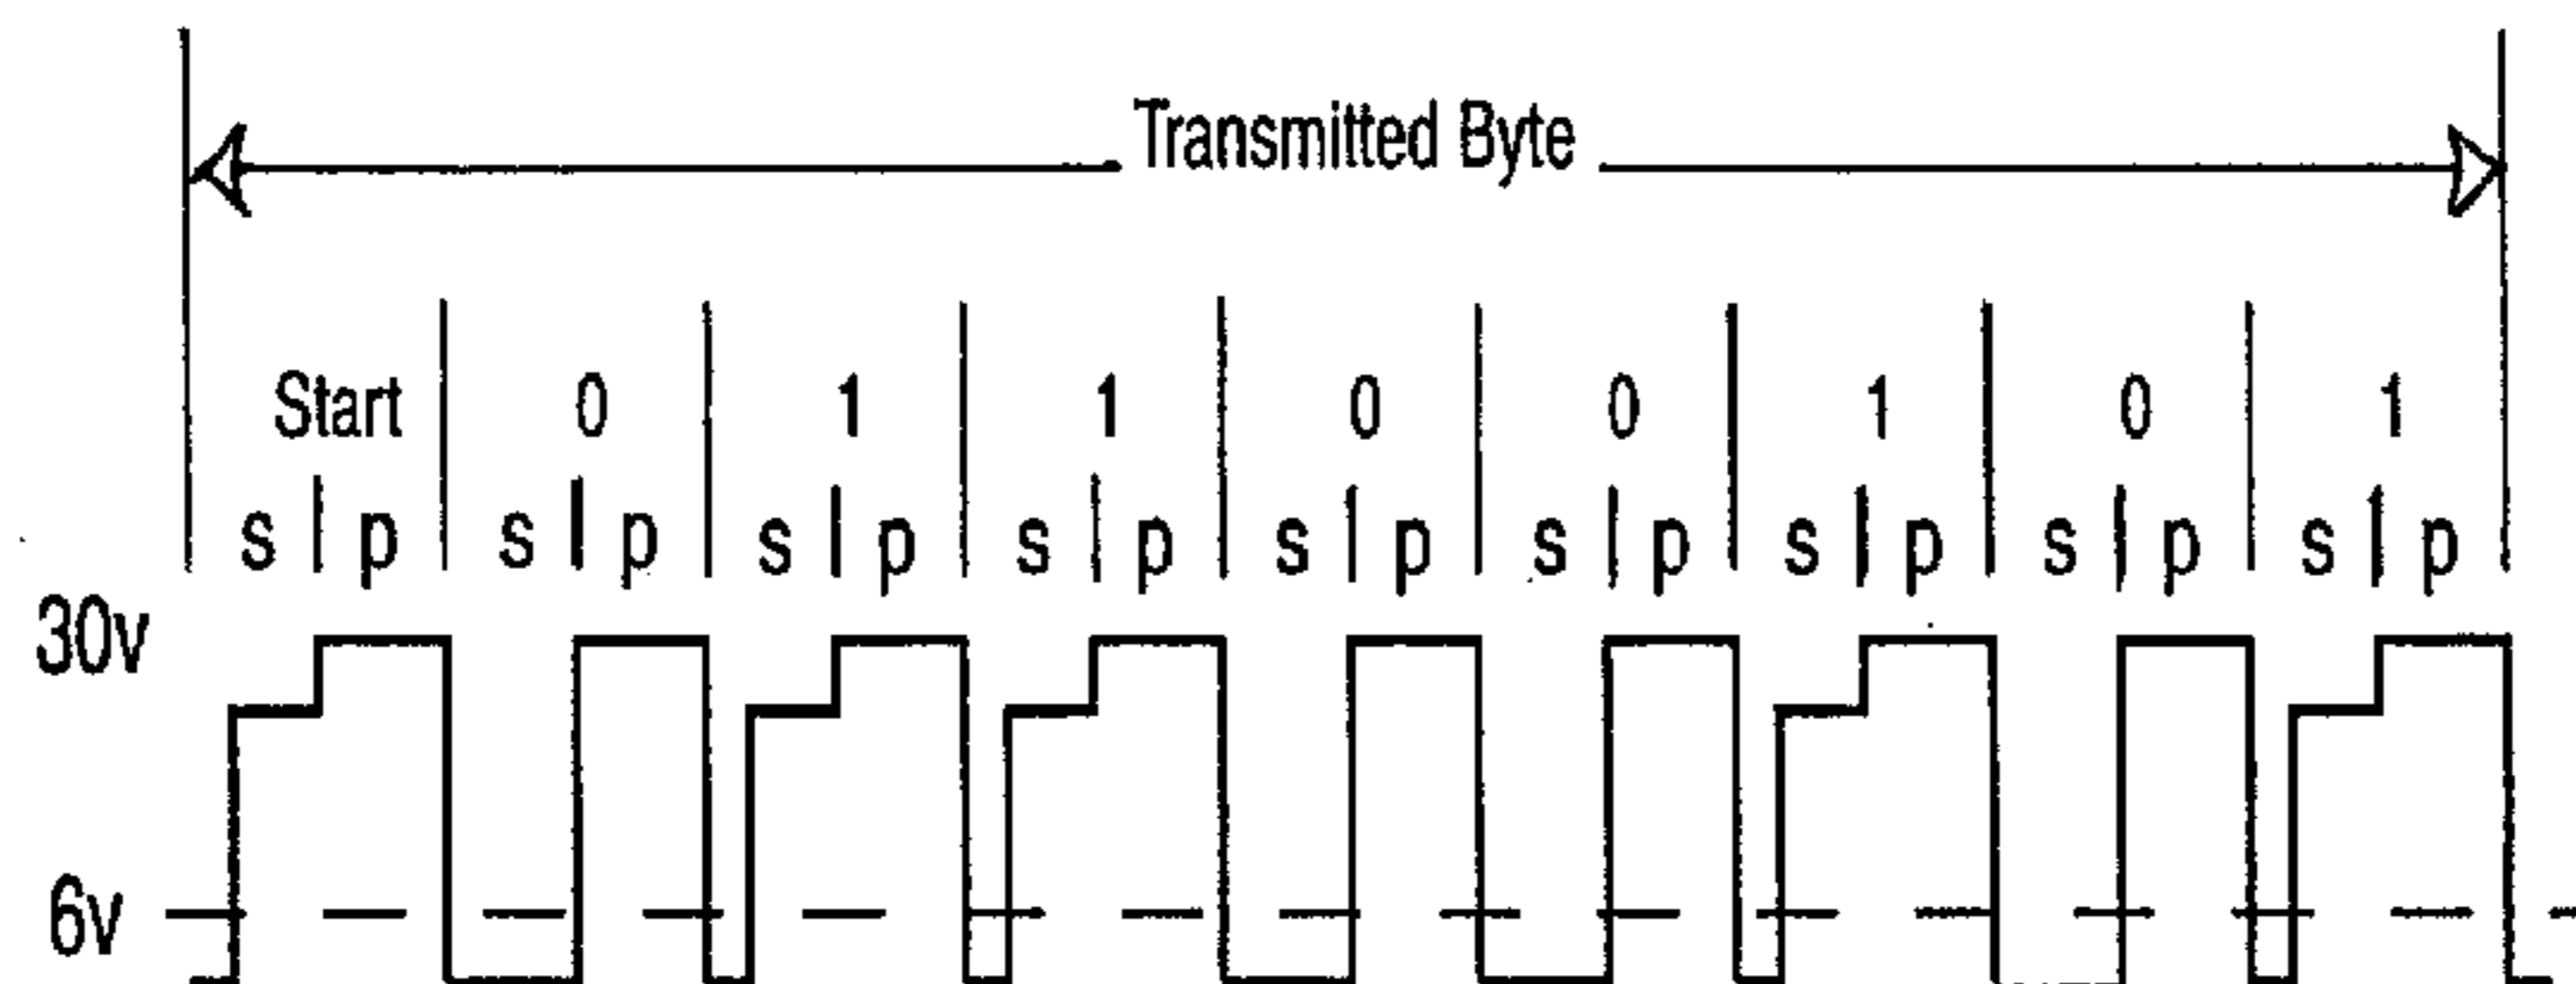 Transmitted Byte
Start 0 1 1 0 0 1 0 1
s p s p s p s p s p s p s p s p s p
30v
6v